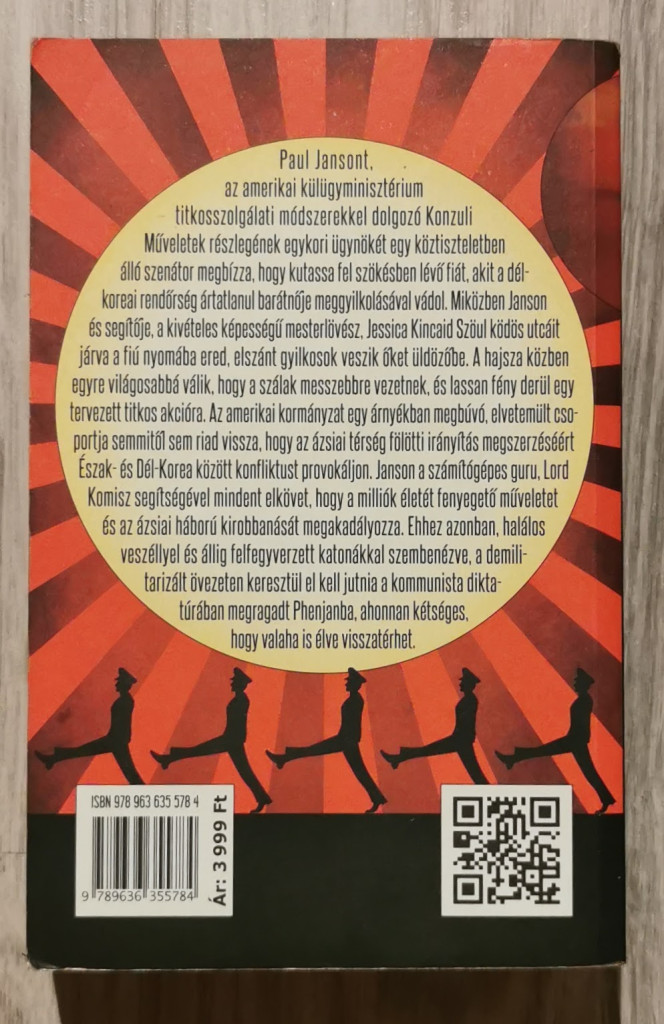 Paul Jansont,
az amerikai külügyminisztérium
titkosszolgálati módszerekkel dolgozó Konzuli
Műveletek részlegének egykori ügynökét egy köztiszteletben
álló szenátor megbízza, hogy kutassa fel szökésben lévő fiát, akit a dél-
koreai rendőrség ártatlanul barátnője meggyilkolásával vádol. Miközben Janson
és segítője, a kivételes képességű mesterlövész, Jessica Kincaid Szöul ködös utcáit
járva a fiú nyomába ered, elszánt gyilkosok veszik őket üldözőbe. A hajsza közben
egyre világosabbá válik, hogy a szálak messzebbre vezetnek, és lassan fény derül egy
tervezett titkos akcióra. Az amerikai kormányzat egy árnyékban megbúvó, elvetemült cso-
portja semmitől sem riad vissza, hogy az ázsiai térség fölötti irányítás megszerzéséért
Észak- és Dél-Korea között konfliktust provokáljon. Janson a számítógépes guru, Lord
Komisz segítségével mindent elkövet, hogy a milliók életét fenyegető műveletet
és az ázsiai háború kirobbanását megakadályozza. Ehhez azonban, halálos
veszéllyel és állig felfegyverzett katonákkal szembenézve, a demili-
tarizált övezeten keresztül el kell jutnia a kommunista dikta-
túrában megragadt Phenjanba, ahonnan kétséges,
hogy valaha is élve visszatérhet.
ISBN 978 963 635 578 4
9 789636 355784
Ár: 3 999 Ft